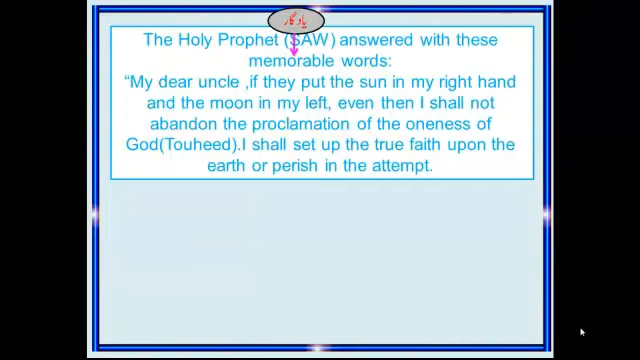 یادگار
The Holy Prophet (SAW) answered with these
memorable words:
“My dear uncle ,if they put the sun in my right hand
and the moon in my left, even then I shall not
abandon the proclamation of the oneness of
God(Touheed).I shall set up the true faith upon the
earth or perish in the attempt.